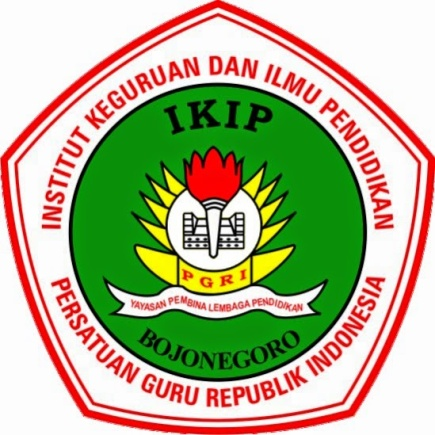 INSTITUT KEGURUAN DAN ILMU PENDIDIKAN
IKIP
PGRI
YAYASAN PEMBINA LEMBAGA PENDIDIKAN
BOJONEGORO
PERSATUAN GURU REPUBLIK INDONESIA